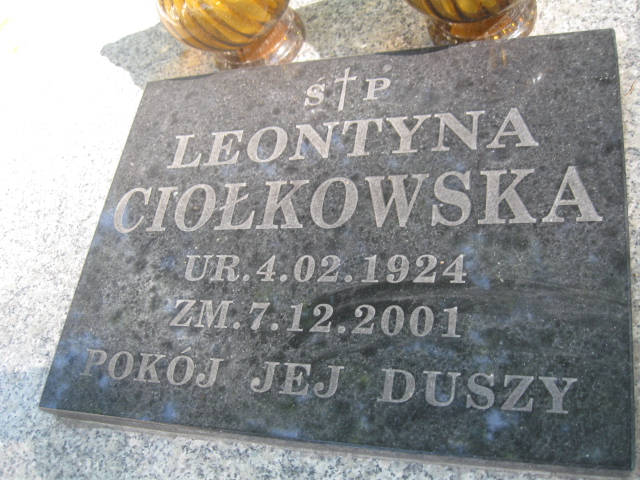 Ś†P
LEONTYNA
CIOŁKOWSKA
UR.4.02.1924
ZM.7.12.2001
POKÓJ JEJ DUSZY